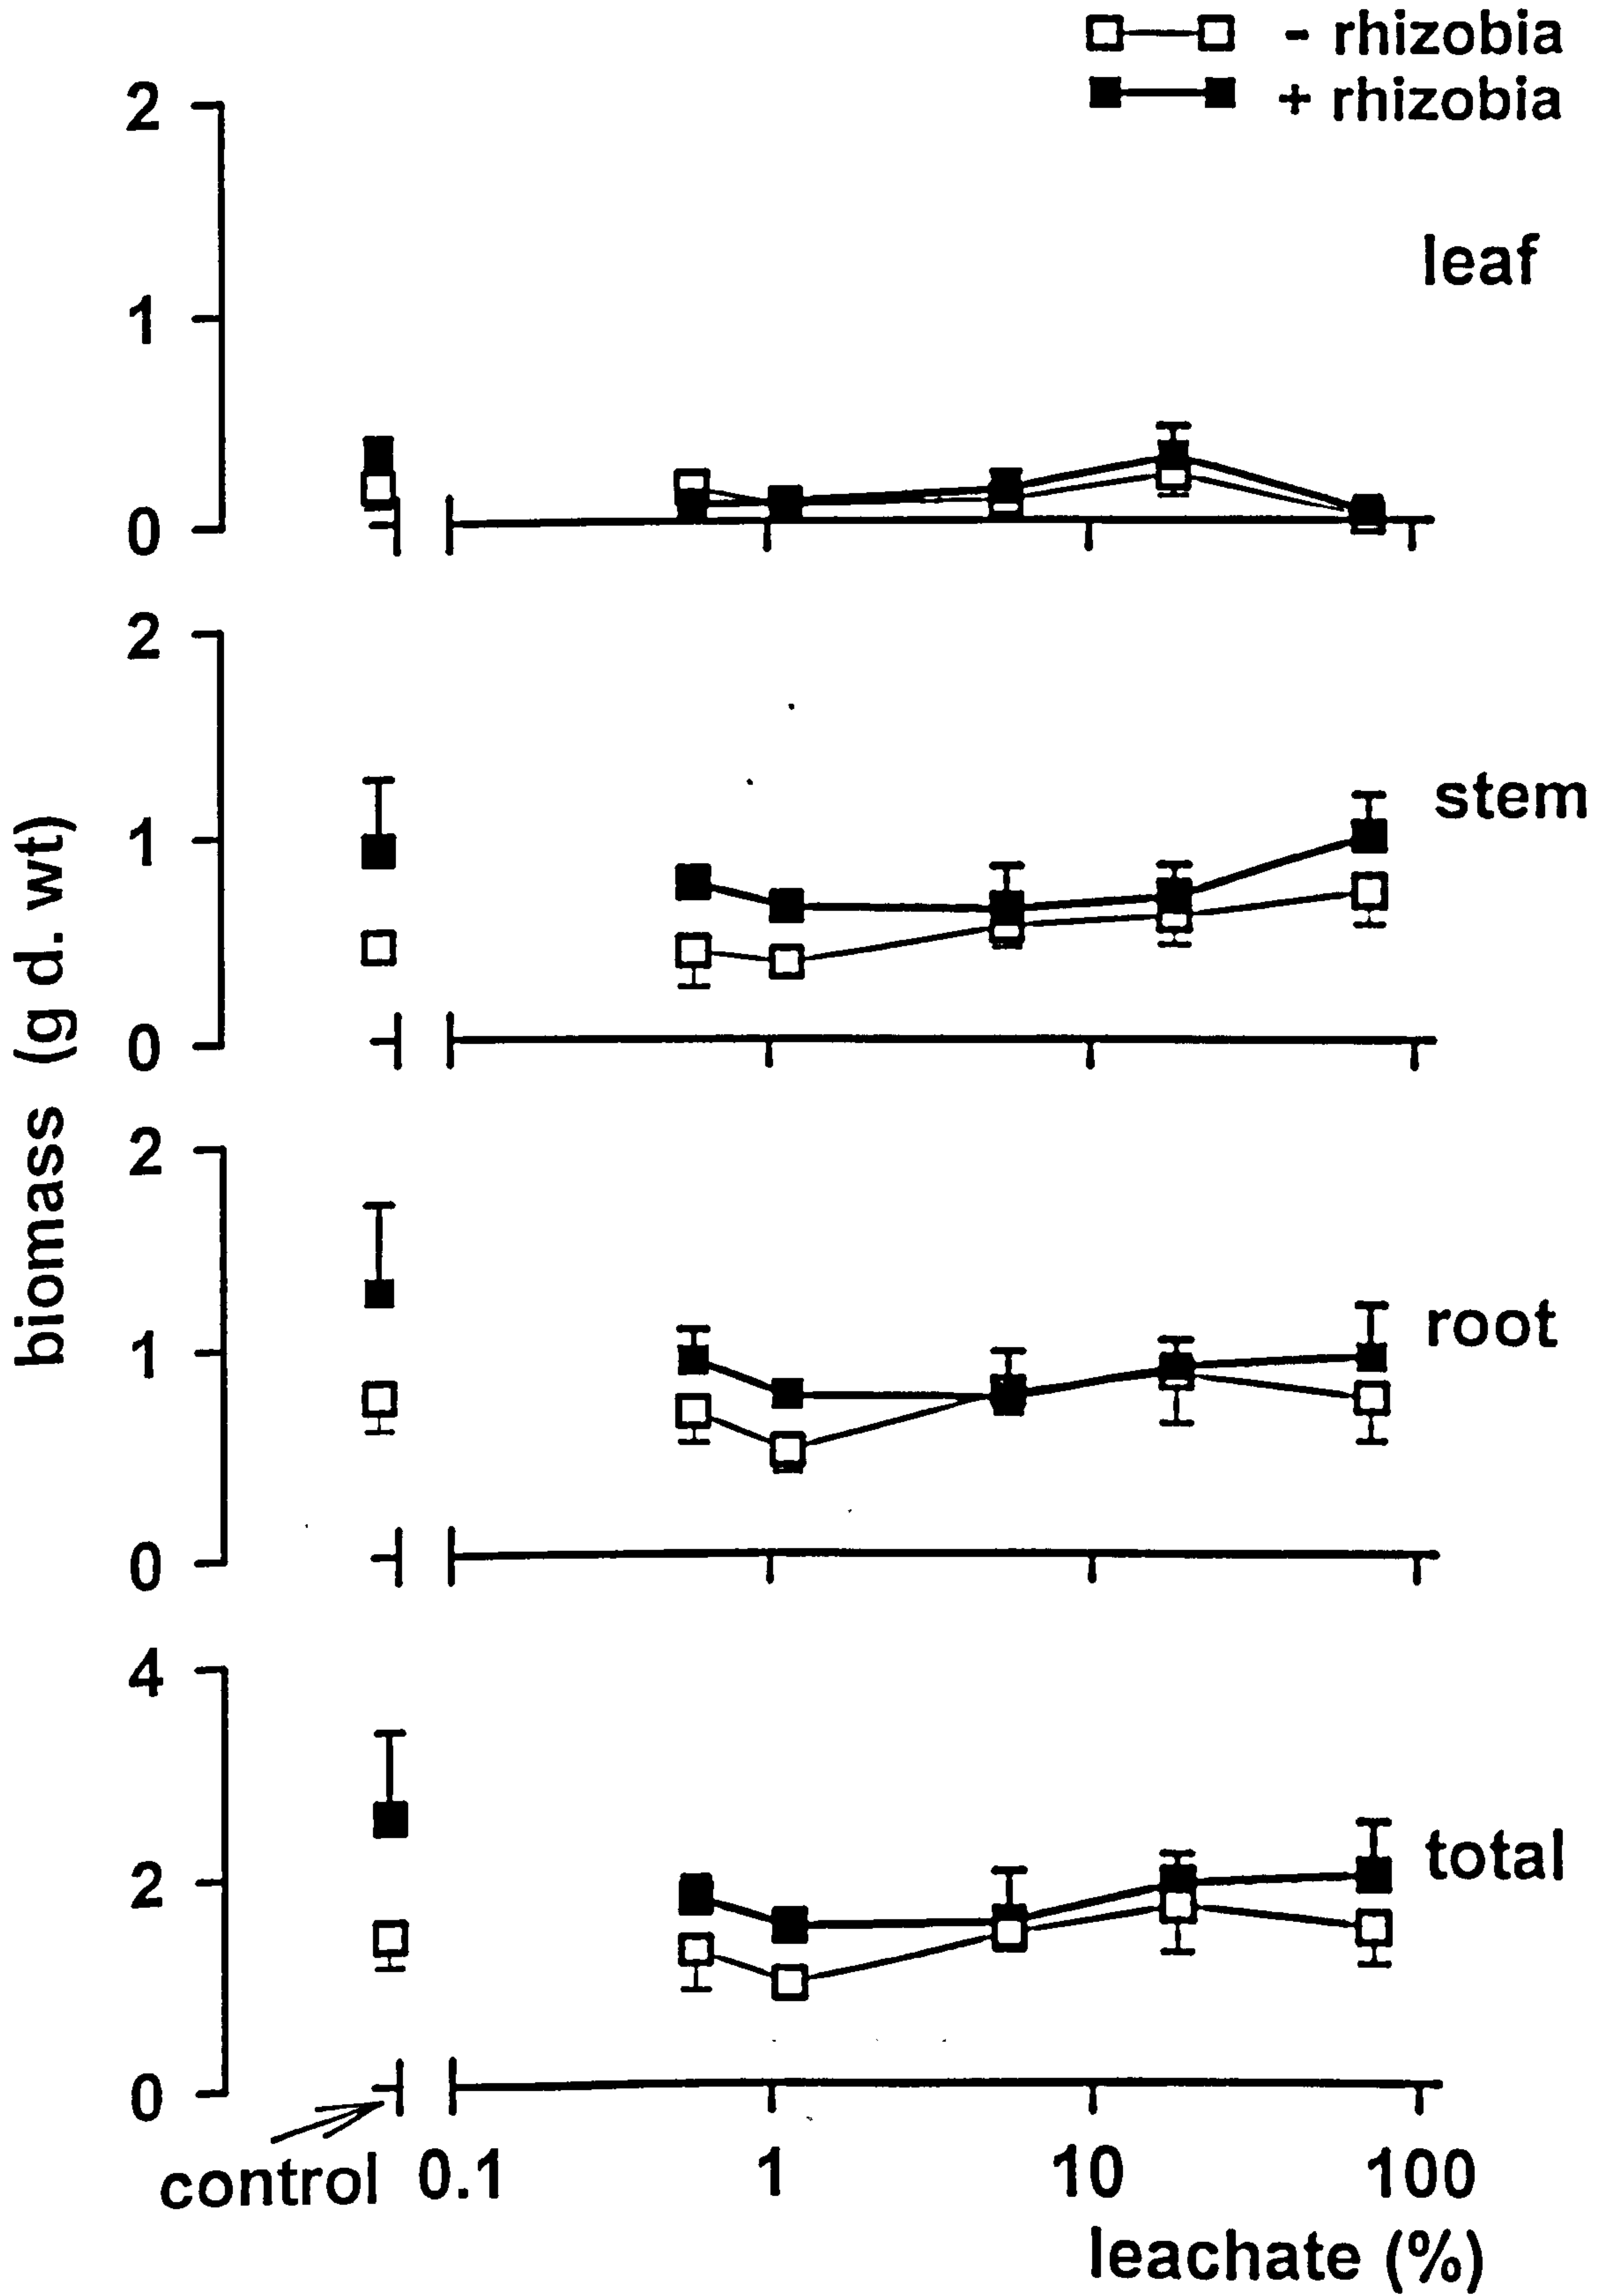 - rhizobia
+ rhizobia
2
1
0
leaf
2
1
0
stem
2
1
0
root
4
2
0
total
biomass (g d. wt)
control 0.1 1 10 100
leachate (%)